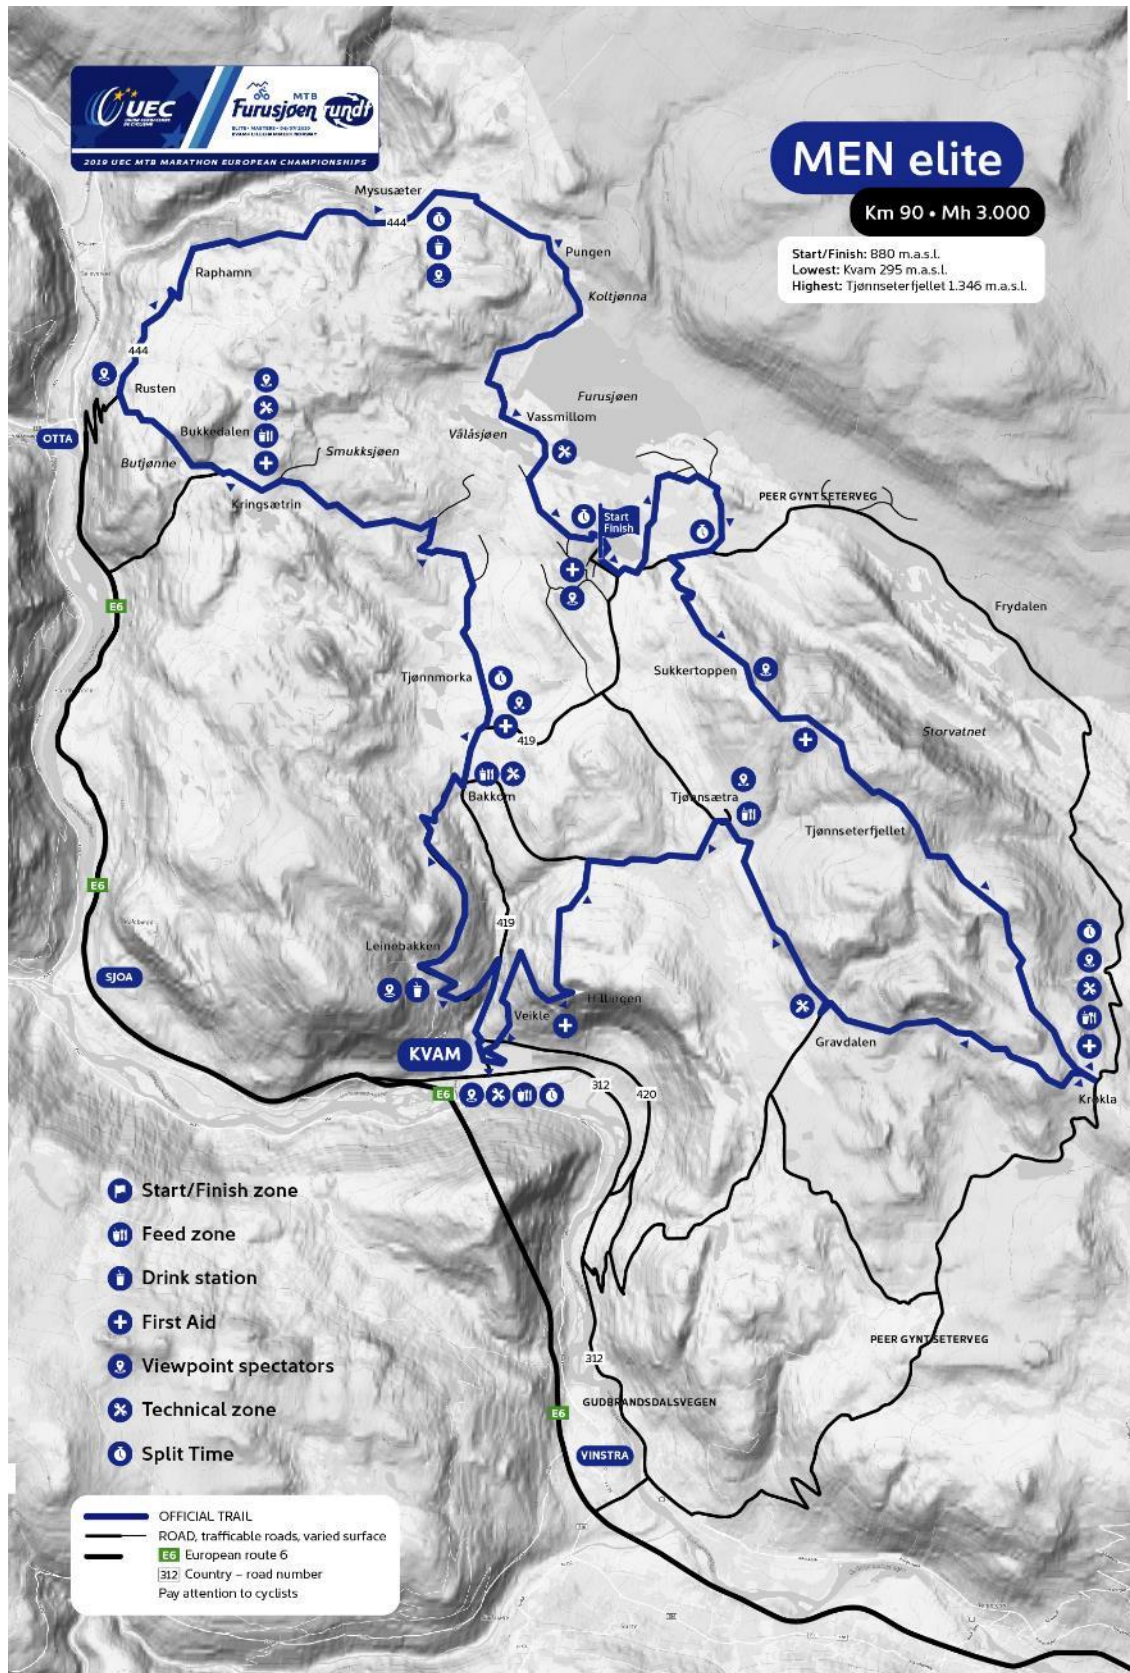 UEC
MTB
Furusjøen rundt
ELITE • MASTERS •
2019 UEC MTB MARATHON EUROPEAN CHAMPIONSHIPS
MEN elite
Km 90 • Mh 3.000
Start/Finish: 880 m.a.s.l.
Lowest: Kvam 295 m.a.s.l.
Highest: Tjønnseterfjellet 1.346 m.a.s.l.
Mysusæter
444
Pungen
Raphamn
Koltjønna
444
Rusten
Furusjøen
Vassmillom
OTTA
Bukkedalen
Vålåsjøen
Smukksjøen
Butjønne
Kringsætrin
PEER GYNT SETERVEG
Start
Finish
E6
Frydalen
Tjønnmorka
Sukkertoppen
419
Storvatnet
Bakkom
Tjønnsætra
Tjønnseterfjellet
E6
419
Leinebakken
SJOA
Veikle
Gravdalen
KVAM
E6
312
420
Krøkla
Start/Finish zone
Feed zone
Drink station
First Aid
Viewpoint spectators
Technical zone
Split Time
PEER GYNT SETERVEG
312
GUDBRANDSDALSVEGEN
E6
VINSTRA
OFFICIAL TRAIL
ROAD, trafficable roads, varied surface
E6 European route 6
312 Country – road number
Pay attention to cyclists